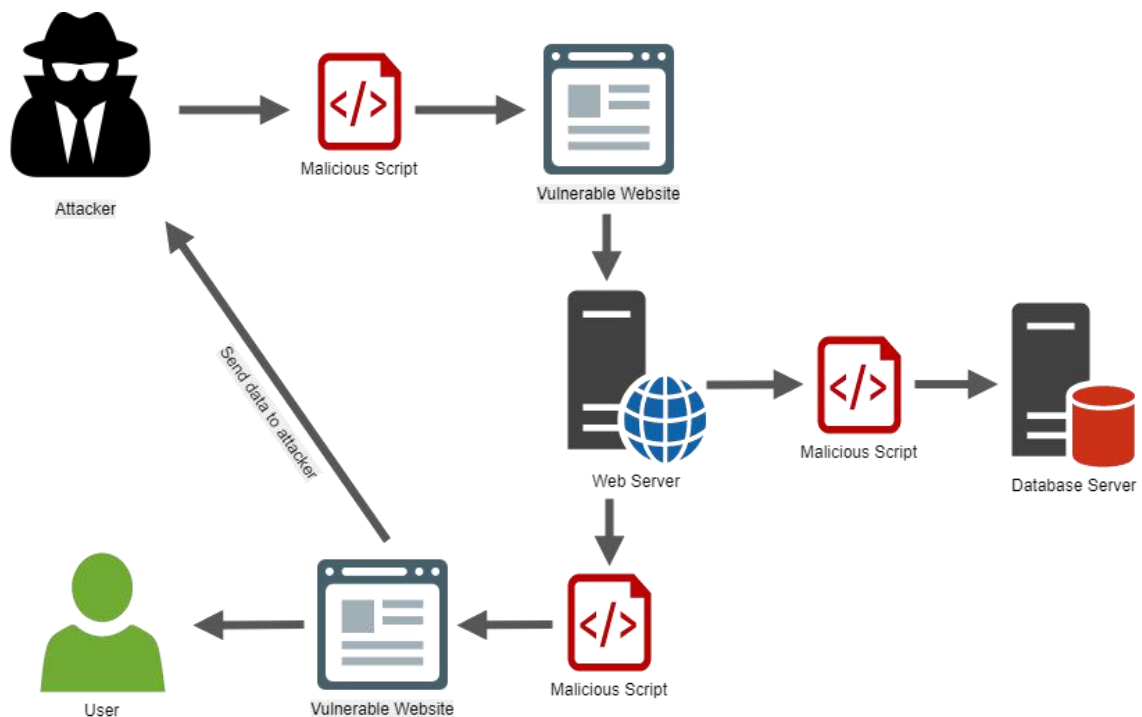 Malicious Script
Vulnerable Website
Attacker
Send data to attacker
Malicious Script
Web Server
Database Server
Malicious Script
User
Vulnerable Website